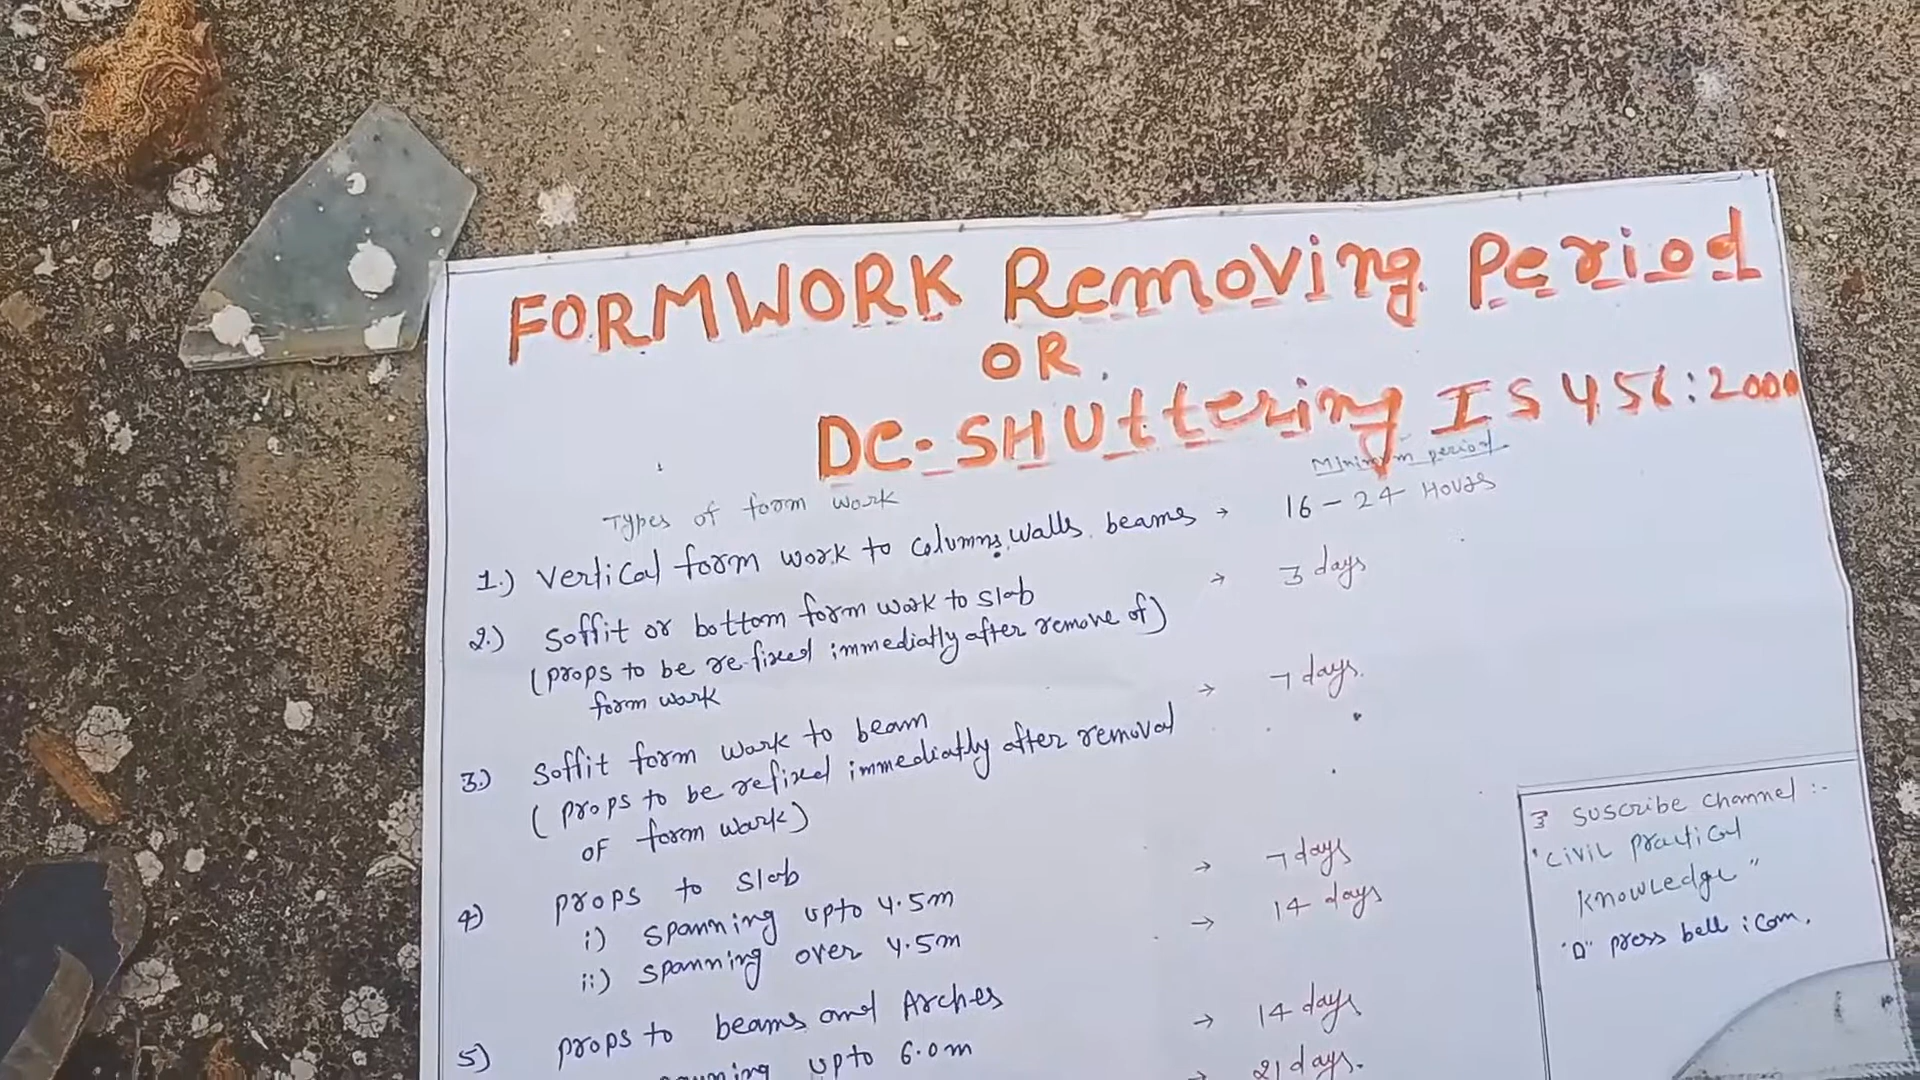 FORMWORK Removing Period
OR
DC-SHUttering IS 456:2000
Minimum period
Types of form work
1.) Vertical form work to columns, walls, beams → 16-24 Hours
2.) Soffit or bottom form work to slab → 3 days
(props to be re-fixed immediatly after remove of)
form work
3.) Soffit form work to beam → 7 days.
(props to be refixed immediatly after removal
OF form work)
4) props to slab
i) spanning upto 4.5m → 7 days
ii) spanning over 4.5m → 14 days
5) props to beams and Arches
upto 6.0m → 14 days
→ 21 days.
SUSCribe channel :-
"CIVIL practical
knowledge"
press bell icom.